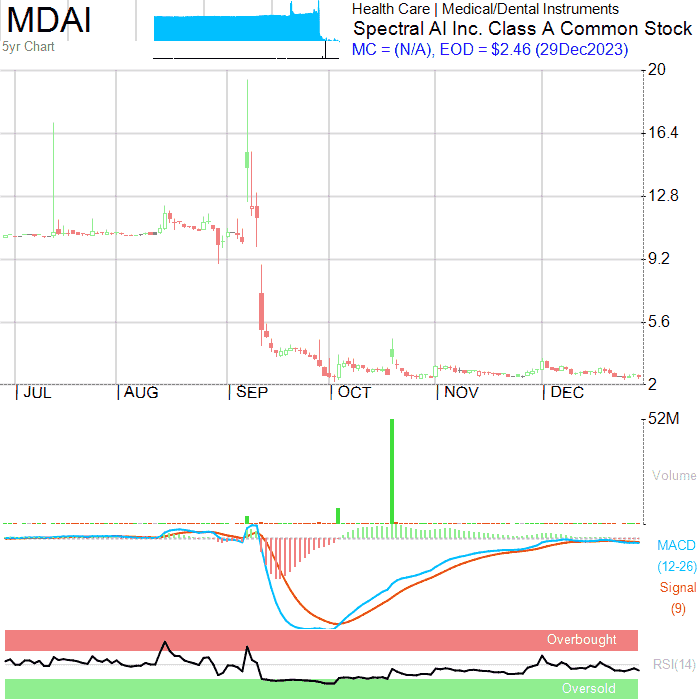 MDAI
5yr Chart
Health Care | Medical/Dental Instruments
Spectral AI Inc. Class A Common Stock
MC = (N/A), EOD = $2.46 (29Dec2023)
20
16.4
12.8
9.2
5.6
2
JUL AUG SEP OCT NOV DEC
52M
Volume
MACD
(12-26)
Signal
(9)
Overbought
RSI(14)
Oversold